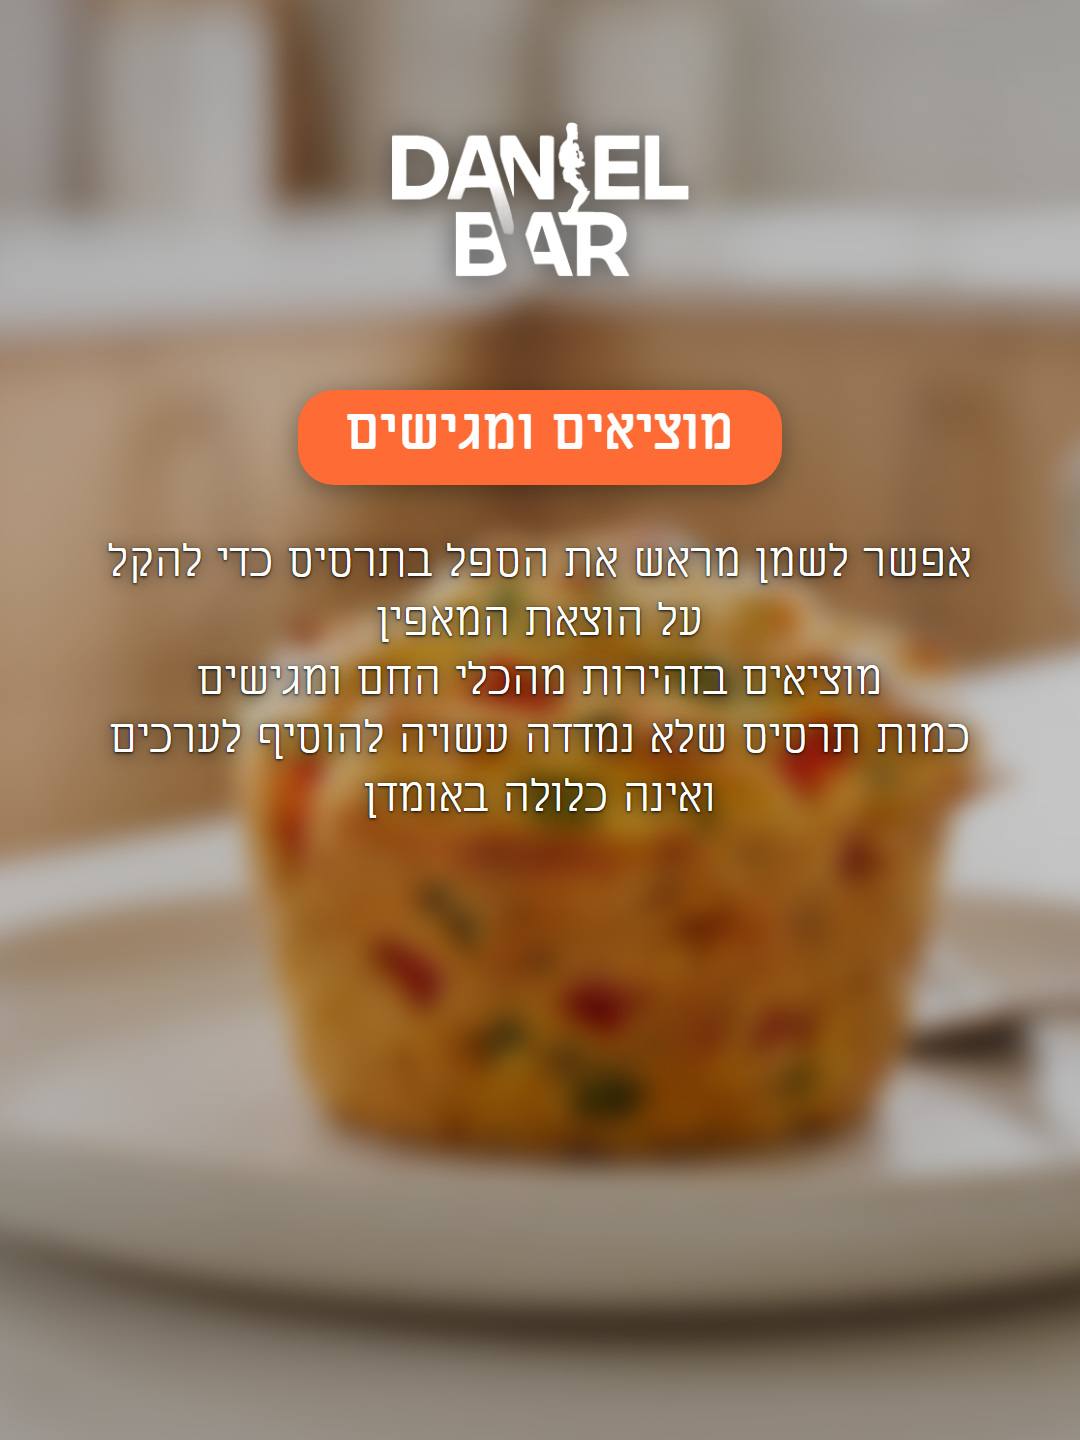 DANIEL
BAR
מוציאים ומגישים
אפשר לשמן מראש את הספל בתרסיס כדי להקל
על הוצאת המאפין
מוציאים בזהירות מהכלי החם ומגישים
כמות תרסיס שלא נמדדה עשויה להוסיף לערכים
ואינה כלולה באומדן